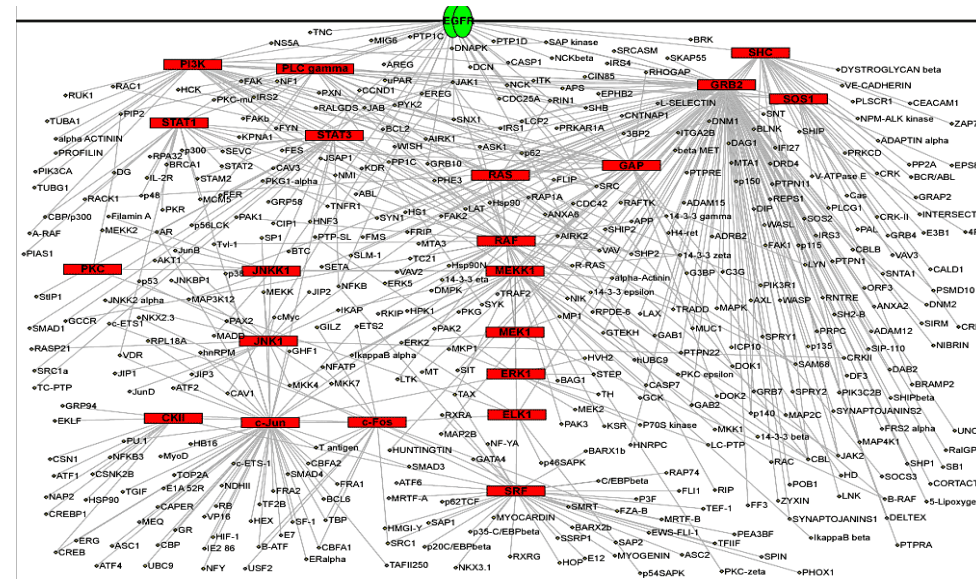 EGFR
TNC
NS5A
MIG6
PTP1C
PTP1D
SAP kinase
BRK
DNAPK
SRCASM
SKAP55
SHC
PI3K
PLC gamma
AREG
DCN
CASP1
NCKbeta
IRS4
RHOGAP
CIN85
DYSTROGLYCAN beta
VE-CADHERIN
RUK1
RAC1
HCK
FAK
NF1
uPAR
JAK1
NCK
ITK
APS
EPHB2
GRB2
SOS1
PLSCR1
CEACAM1
PXN
CCND1
EREG
CDC25A
RIN1
SHB
L-SELECTIN
NPM-ALK kinase
ZAP7
PKC-mu
IRS2
RALGDS
JAB
PYK2
TUBA1
PIP2
STAT1
FAKb
FYN
SNX1
LCP2
IRS1
PRKAR1A
CNTNAP1
DNM1
SNT
BLNK
SHIP
ADAPTIN alpha
alpha ACTININ
KPNA1
STAT3
BCL2
AIRK1
3BP2
ITGA2B
DAG1
IFI27
PRKCD
PROFILIN
RPA32
p300
SEVC
FES
WISH
ASK1
p62
beta MET
MTA1
DRD4
PP2A
EPS
BRCA1
STAT2
CAV3
JSAP1
PP1C
GRB10
GAP
PTPRE
V-ATPase E
CRK
BCR/ABL
PIK3CA
DG
IL-2R
STAM2
NMI
KDR
PHE3
RAS
FLIP
SRC
p150
PTPN11
Gas
GRAP2
TUBG1
RACK1
p48
MCM5
FER
PKG1-alpha
ABL
Hsp90
RAP1A
CDC42
RAFTK
ADAM15
REPS1
PLCG1
CRK-II
INTERSECT
CBP/p300
Filamin A
PKR
GRP58
TNFR1
LAT
ANXA6
APP
14-3-3 gamma
DIP
SOS2
PAL
GRB4
E3B1
A-RAF
MEKK2
AR
p56LCK
PAK1
CIP1
HNF3
SYN1
HS1
FAK2
SHIP2
H4-ret
WASL
IRS3
CBLB
VAV3
PIAS1
JunB
Tvl-1
SP1
PTP-SL
FMS
FRIP
MTA3
RAF
AIRK2
VAV
SHP2
ADRB2
FAK1
p115
PTPN1
CALD1
PKC
AKT1
BTC
SETA
SLM-1
TC21
VAV2
Hsp90N
MEKK1
R-RAS
14-3-3 zeta
G3BP
C3G
LYN
SNTA1
p53
JNKBP1
p38
JNKK1
NFKB
ERK5
14-3-3 eta
alpha-Actinin
PIK3R1
ORF3
PSMD10
StIP1
JNKK2 alpha
MAP3K12
MEKK
JIP2
DMPK
TRAF2
NIK
14-3-3 epsilon
AXL
WASP
RNTRE
ANXA2
DNM2
GCCR
cMyc
IKAP
RKIP
HPK1
SYK
PKG
RPDE-6
LAX
TRADD
MAPK
SH2-B
SIRM
SMAD1
c-ETS1
NKX2.3
PAX2
GILZ
ETS2
PAK2
MEK1
MP1
GTEKH
GAB1
MUC1
SPRY1
PRPC
ADAM12
NIBRIN
RASP21
RPL18A
MADD
JNK1
ERK2
MKP1
hUBC9
PTPN22
ICP10
p135
CRKII
SIP-110
VDR
hnRPM
GHF1
IkappaB alpha
NFATP
HVH2
DOK1
SAM68
DAB2
SRC1a
JIP1
JIP3
MKK4
MKK7
LTK
MT
SIT
ERK1
BAG1
STEP
PKC epsilon
CASP7
DF3
PIK3C2B
BRAMP2
TC-PTP
JunD
ATF2
CAV1
TAX
TH
GCK
DOK2
GRB7
SPRY2
SHIPbeta
GRP94
RXRA
ELK1
MEK2
GAB2
p140
MAP2C
SYNAPTOJANINS2
EKLF
CKII
c-Jun
c-Fos
PAK3
KSR
P70S kinase
MKK1
14-3-3 beta
FRS2 alpha
UNC
PU.1
HB16
MAP2B
NF-YA
HNRPC
LC-PTP
MAP4K1
RalGP
CSN1
NFKB3
MyoD
T antigen
HUNTINGTIN
GATA4
BARX1b
CBL
JAK2
SHP1
SB1
ATF1
CSNK2B
TOP2A
c-ETS-1
CBFA2
SMAD4
SMAD3
p46SAPK
RAP74
RAC
HD
SOCS3
CORTACT
NAP2
HSP90
TGIF
E1A 52R
NDHII
FRA2
FRA1
ATF6
SRF
C/EBPbeta
FLI1
RIP
POB1
LNK
B-RAF
5-Lipoxyge
CREBP1
CAPER
RB
TF2B
BCL6
MRTF-A
p62TCF
SMRT
P3F
TEF-1
FF3
ZYXIN
DELTEX
MEQ
VP16
HEX
SF-1
TBP
HMGI-Y
SAP1
MYOCARDIN
FZA-B
MRTF-B
SYNAPTOJANINS1
ERG
GR
HIF-1
E7
SRC1
p35-C/EBPbeta
BARX2b
EWS-FLI-1
PEA3BF
IkappaB beta
CREB
ASC1
CBP
IE2 86
B-ATF
CBFA1
p20C/EBPbeta
SSRP1
SAP2
TFIIF
PTPRA
ATF4
UBC9
NFY
USF2
ERalpha
TAFII250
NKX3.1
RXRG
HOP
E12
MYOGENIN
ASC2
SPIN
p54SAPK
PKC-zeta
PHOX1